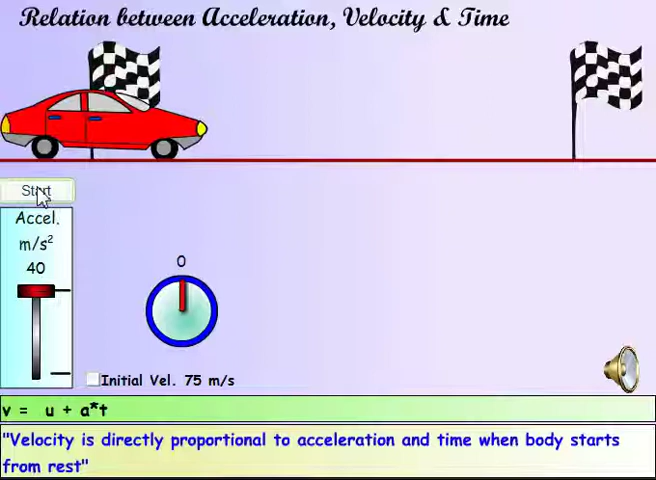 Relation between Acceleration, Velocity & Time
Start
Accel.
m/s²
40
0
Initial Vel. 75 m/s
v =  u + a*t
"Velocity is directly proportional to acceleration and time when body starts
from rest"